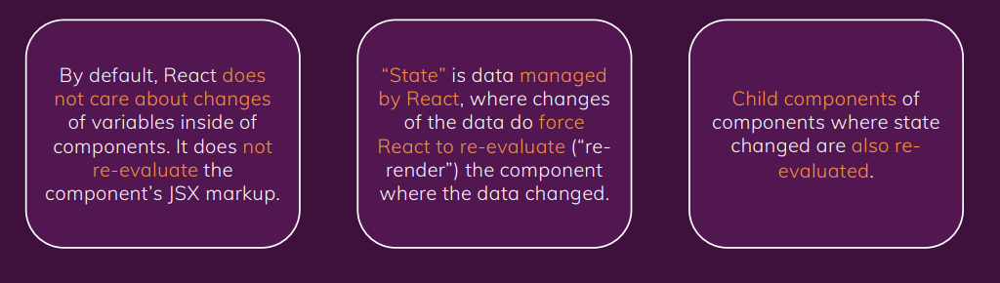 By default, React does
not care about changes
of variables inside of
components. It does not
re-evaluate the
component’s JSX markup.
“State” is data managed
by React, where changes
of the data do force
React to re-evaluate (“re-
render”) the component
where the data changed.
Child components of
components where state
changed are also re-
evaluated.